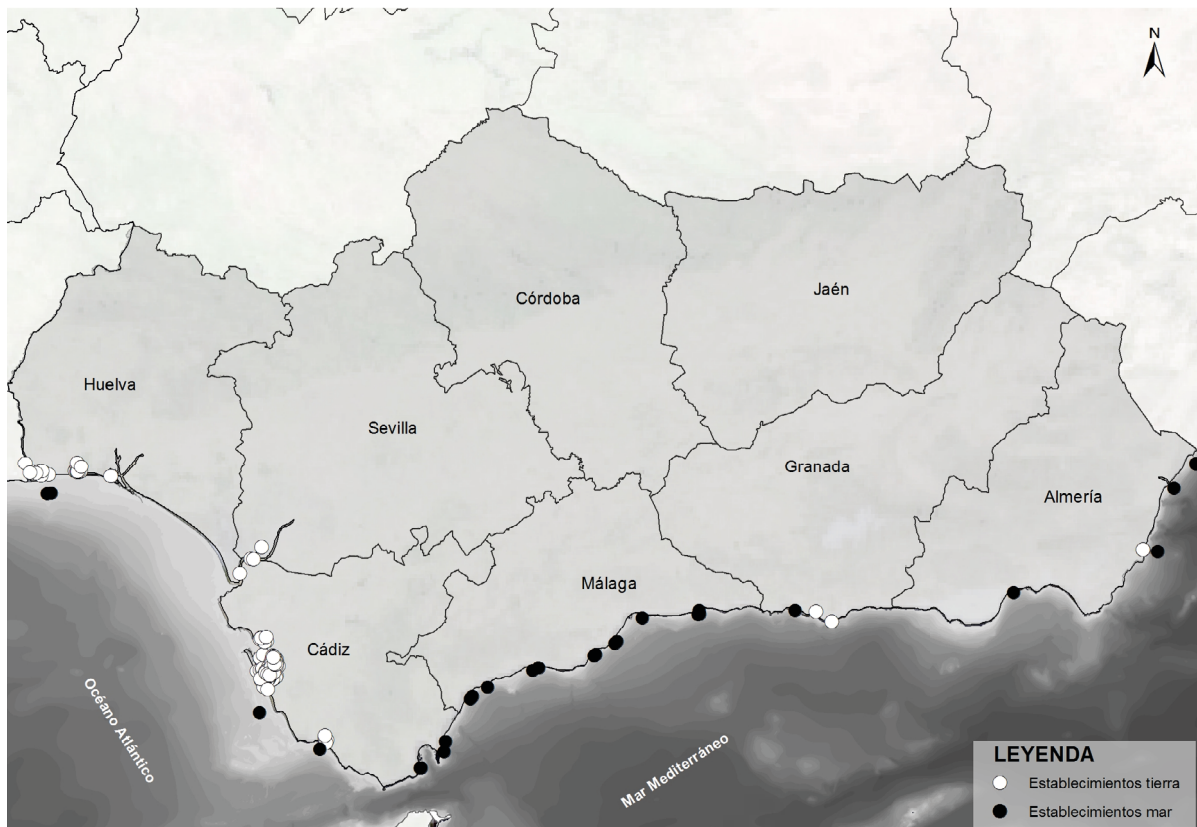 N
Córdoba
Jaén
Huelva
Sevilla
Granada
Almería
Málaga
Cádiz
Océano Atlántico
Mar Mediterráneo
LEYENDA
Establecimientos tierra
Establecimientos mar